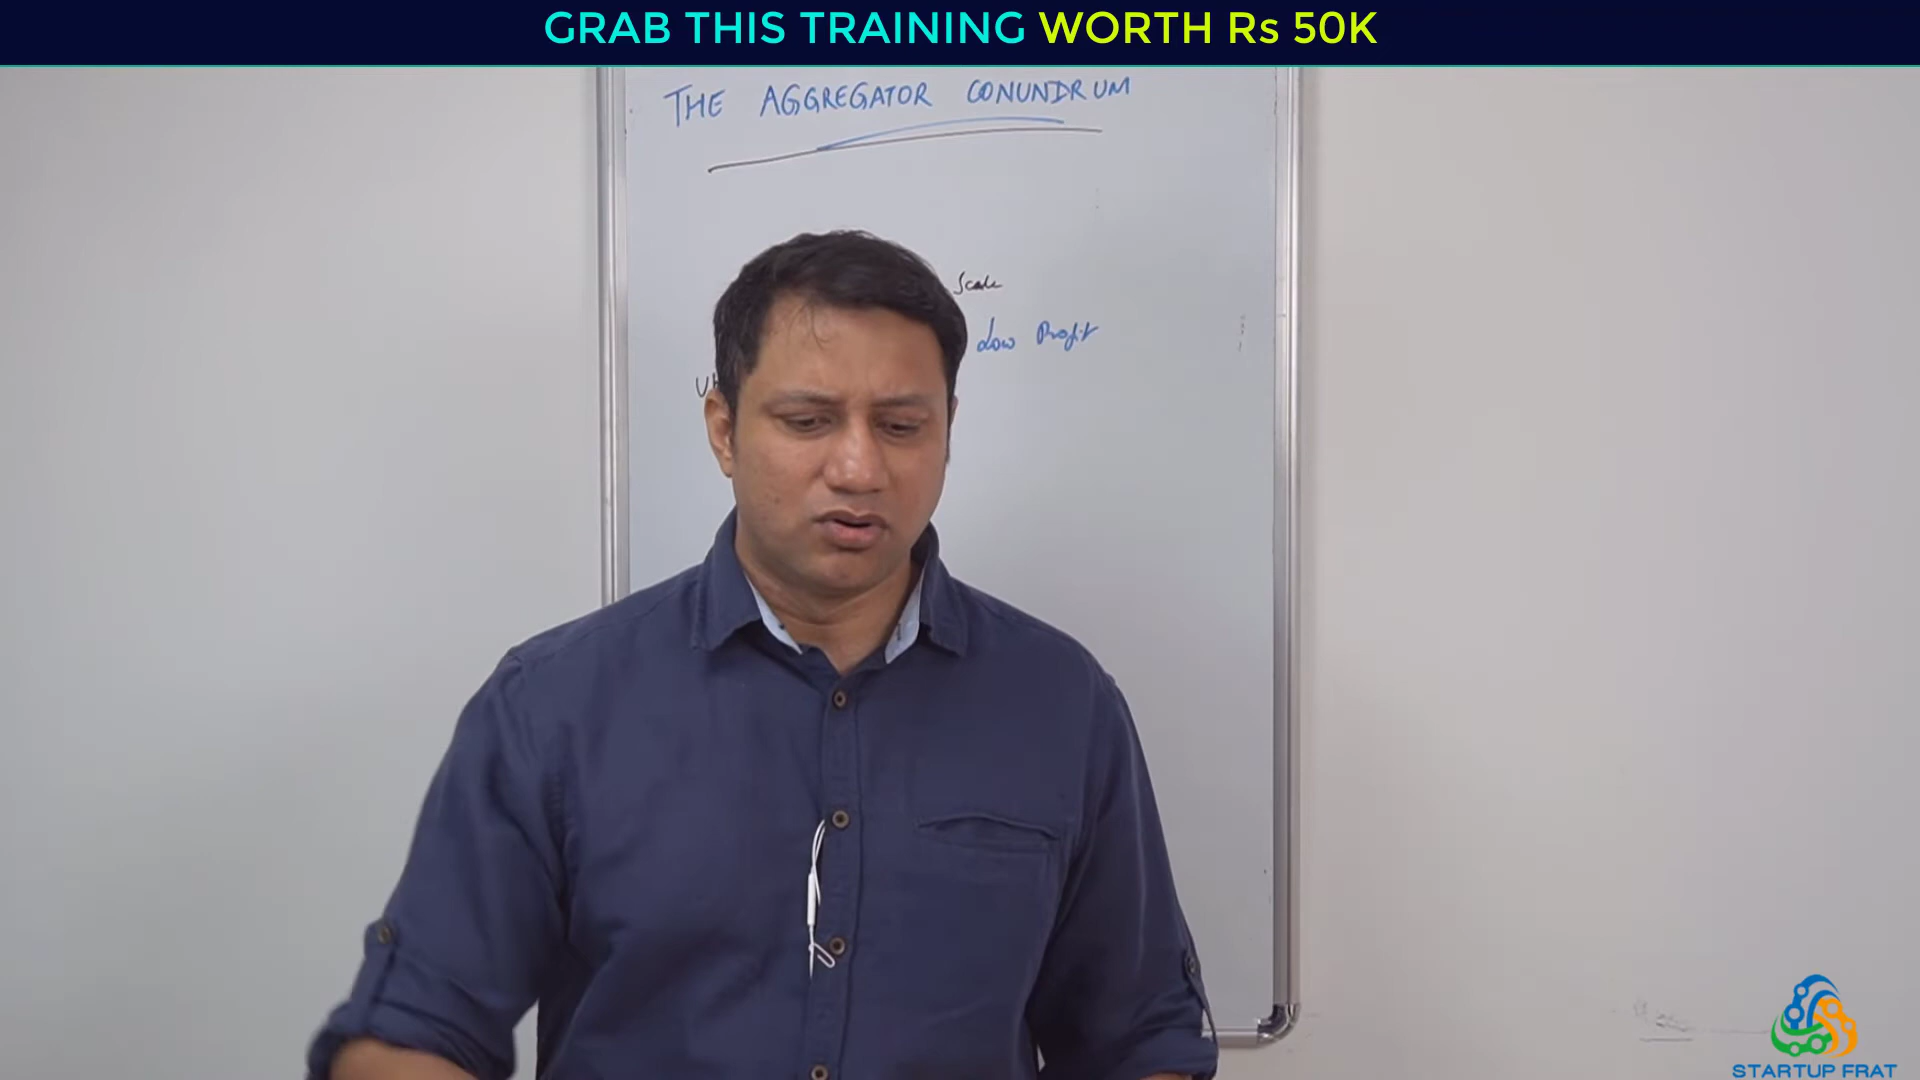 GRAB THIS TRAINING WORTH Rs 50K
THE AGGREGATOR CONUNDRUM
Scale
Low Profit
STARTUP FRAT